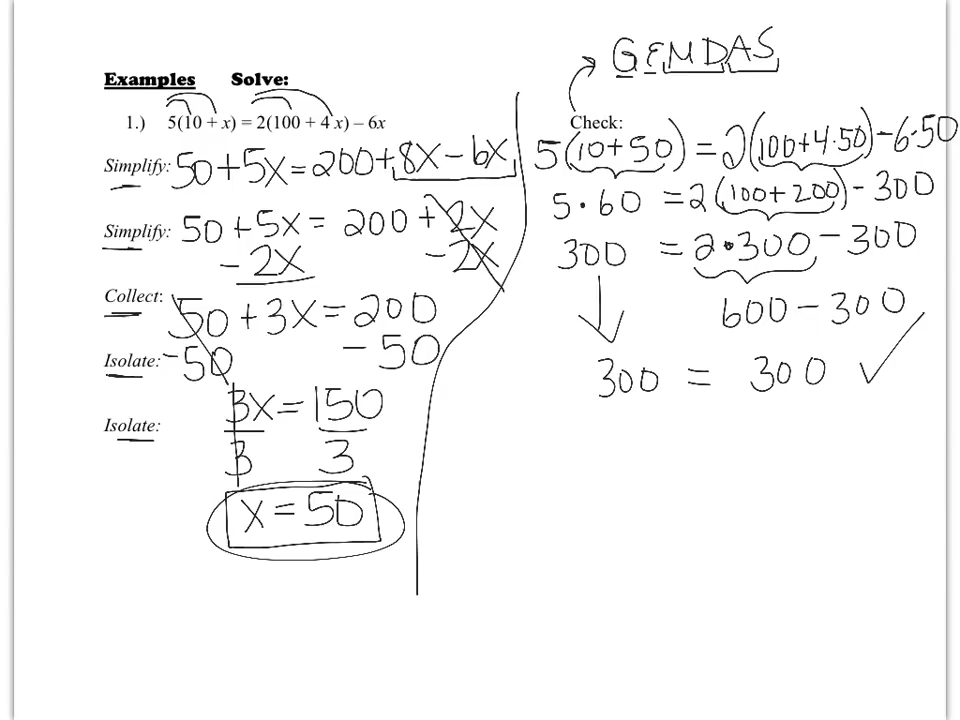 Examples Solve:
1.) 5(10 + x) = 2(100 + 4 x) – 6x
Simplify: 50 + 5x = 200 + 8x – 6x
Simplify: 50 + 5x = 200 + 2x
– 2x – 2x
Collect: 50 + 3x = 200
Isolate: – 50 – 50
3x = 150
Isolate: 3 3
x = 50
GEMDAS
Check:
5(10 + 50) = 2(100 + 4·50) – 6·50
5 · 60 = 2(100 + 200) – 300
300 = 2 · 300 – 300
600 – 300
300 = 300 ✓